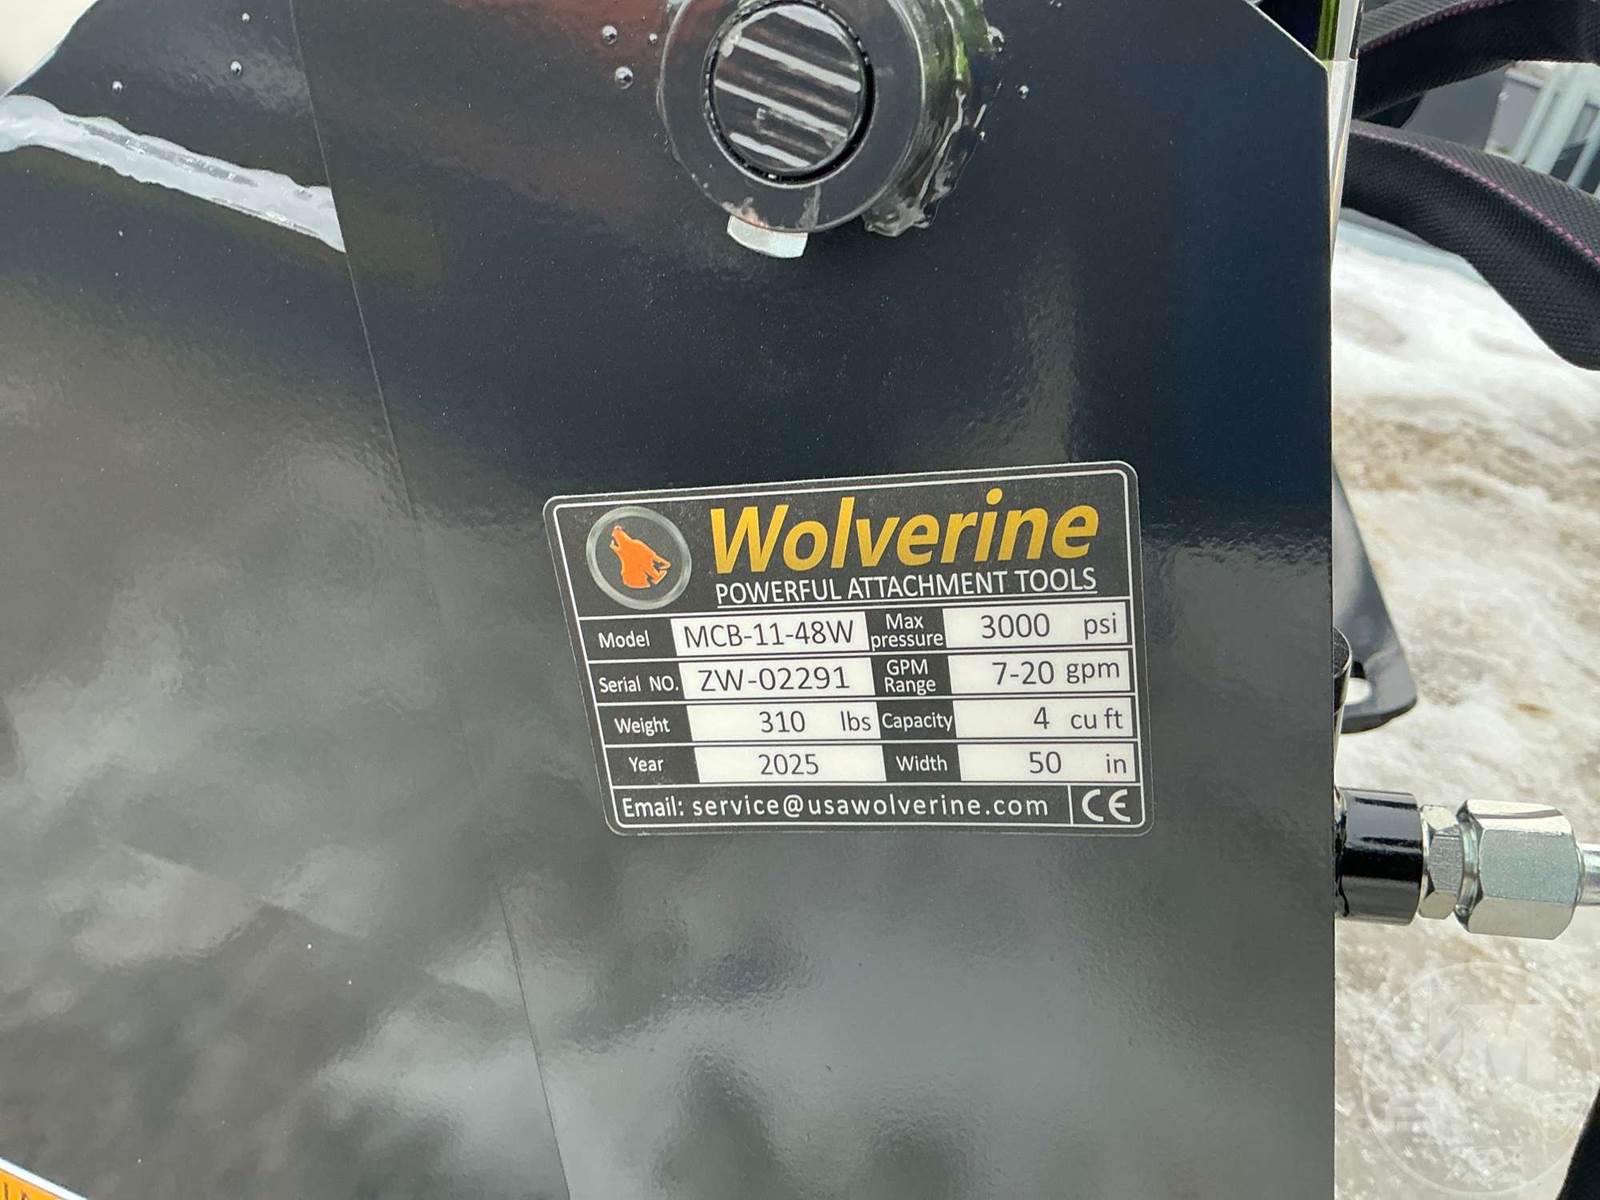 Wolverine
POWERFUL ATTACHMENT TOOLS
Model MCB-11-48W Max pressure 3000 psi
Serial NO. ZW-02291 GPM Range 7-20 gpm
Weight 310 lbs Capacity 4 cu ft
Year 2025 Width 50 in
Email: service@usawolverine.com CE